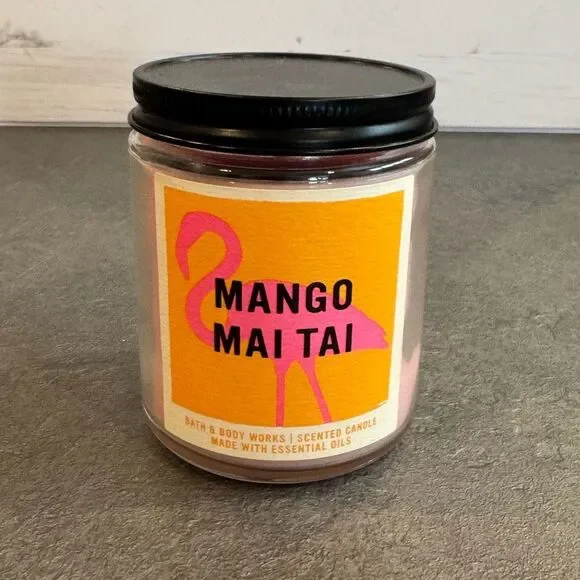 MANGO
MAI TAI
BATH & BODY WORKS | SCENTED CANDLE
MADE WITH ESSENTIAL OILS